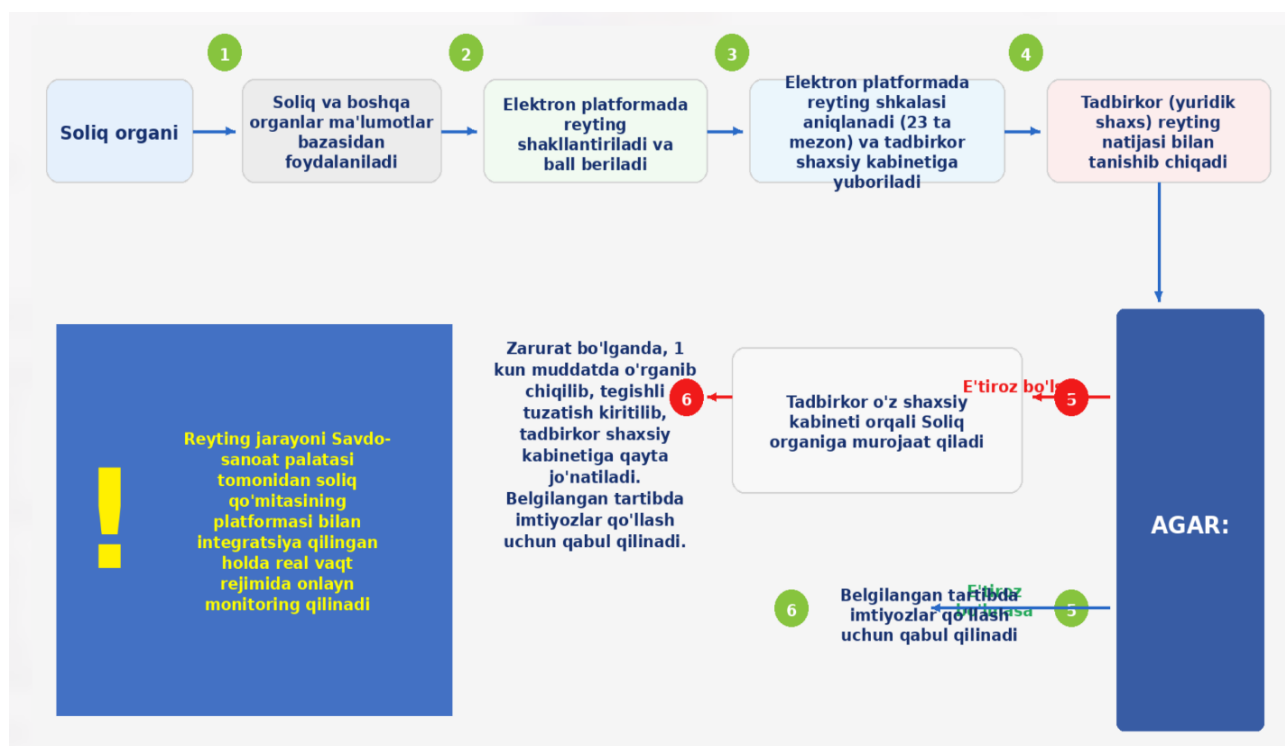 1
2
3
4
Soliq organi
Soliq va boshqa
organlar ma'lumotlar
bazasidan
foydalaniladi
Elektron platformada
reyting
shakllantiriladi va
ball beriladi
Elektron platformada
reyting shkalasi
aniqlanadi (23 ta
mezon) va tadbirkor
shaxsiy kabinetiga
yuboriladi
Tadbirkor (yuridik
shaxs) reyting
natijasi bilan
tanishib chiqadi
AGAR:
E'tiroz
5
Tadbirkor o'z shaxsiy
kabineti orqali Soliq
organiga murojaat qiladi
6
Zarurat bo'lganda, 1
kun muddatda o'rganib
chiqilib, tegishli
tuzatish kiritilib,
tadbirkor shaxsiy
kabinetiga qayta
jo'natiladi.
Belgilangan tartibda
imtiyozlar qo'llash
uchun qabul qilinadi.
E'tiroz
5
Belgilangan tartibda
imtiyozlar qo'llash
uchun qabul qilinadi
6
!
Reyting jarayoni Savdo-
sanoat palatasi
tomonidan soliq
qo'mitasining
platformasi bilan
integratsiya qilingan
holda real vaqt
rejimida onlayn
monitoring qilinadi